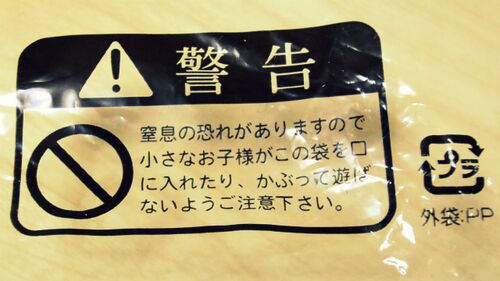 警告
窒息の恐れがありますので
小さなお子様がこの袋を口
に入れたり、かぶって遊ば
ないようご注意下さい。
プラ
外袋:PP